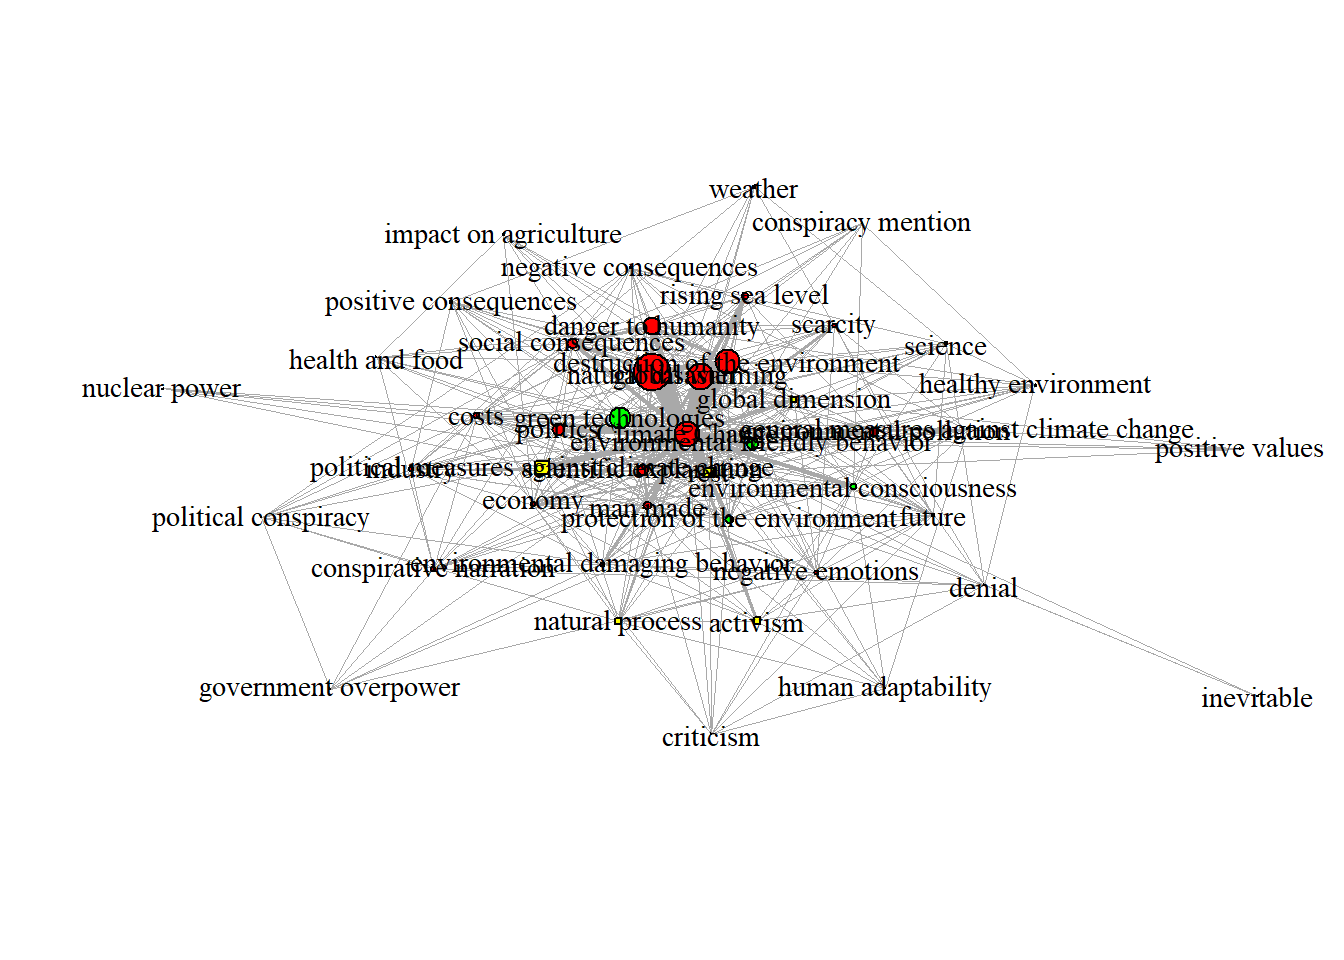 weather
conspiracy mention
impact on agriculture
negative consequences
rising sea level
positive consequences
danger to humanity
scarcity
social consequences
science
health and food
destruction of the environment
natural disaster
global warming
healthy environment
nuclear power
global dimension
costs
green technologies
politics
Climate change
environmental pollution
general measures against climate change
environmental friendly behavior
positive values
political measures against climate change
industry
scientific explanation
environmental consciousness
economy
man made
political conspiracy
protection of the environment
future
conspirative narration
environmental damaging behavior
negative emotions
denial
natural process
activism
government overpower
human adaptability
inevitable
criticism